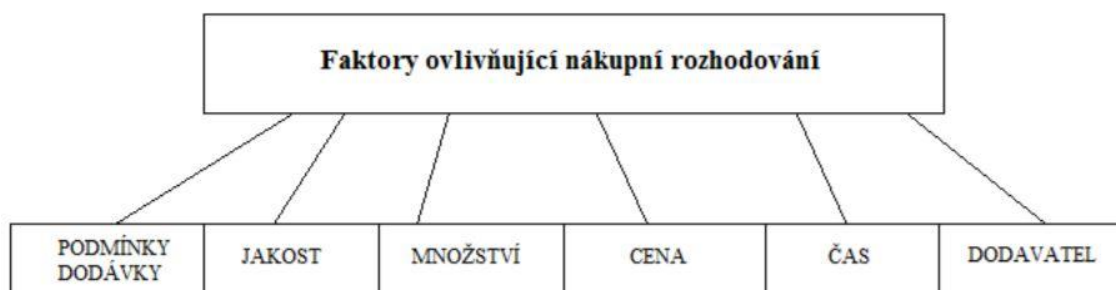 Faktory ovlivňující nákupní rozhodování
PODMÍNKY
DODÁVKY
JAKOST
MNOŽSTVÍ
CENA
ČAS
DODAVATEL